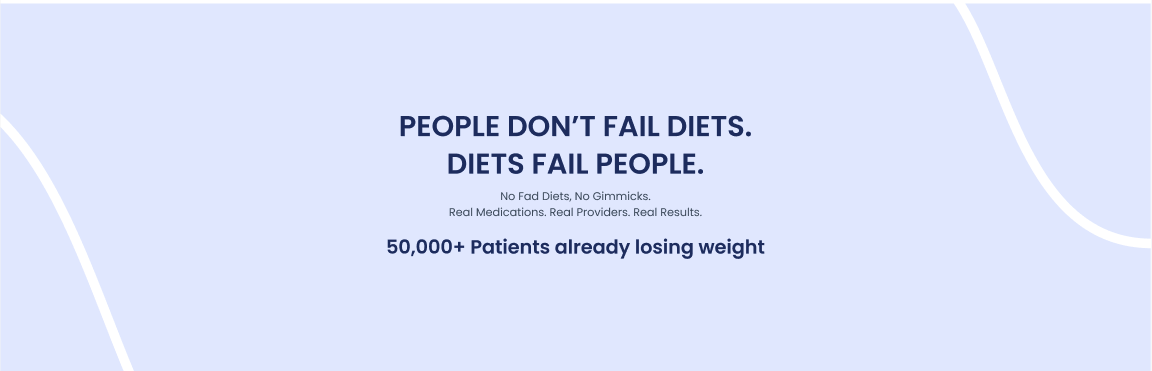 PEOPLE DON’T FAIL DIETS.
DIETS FAIL PEOPLE.
No Fad Diets, No Gimmicks.
Real Medications. Real Providers. Real Results.
50,000+ Patients already losing weight